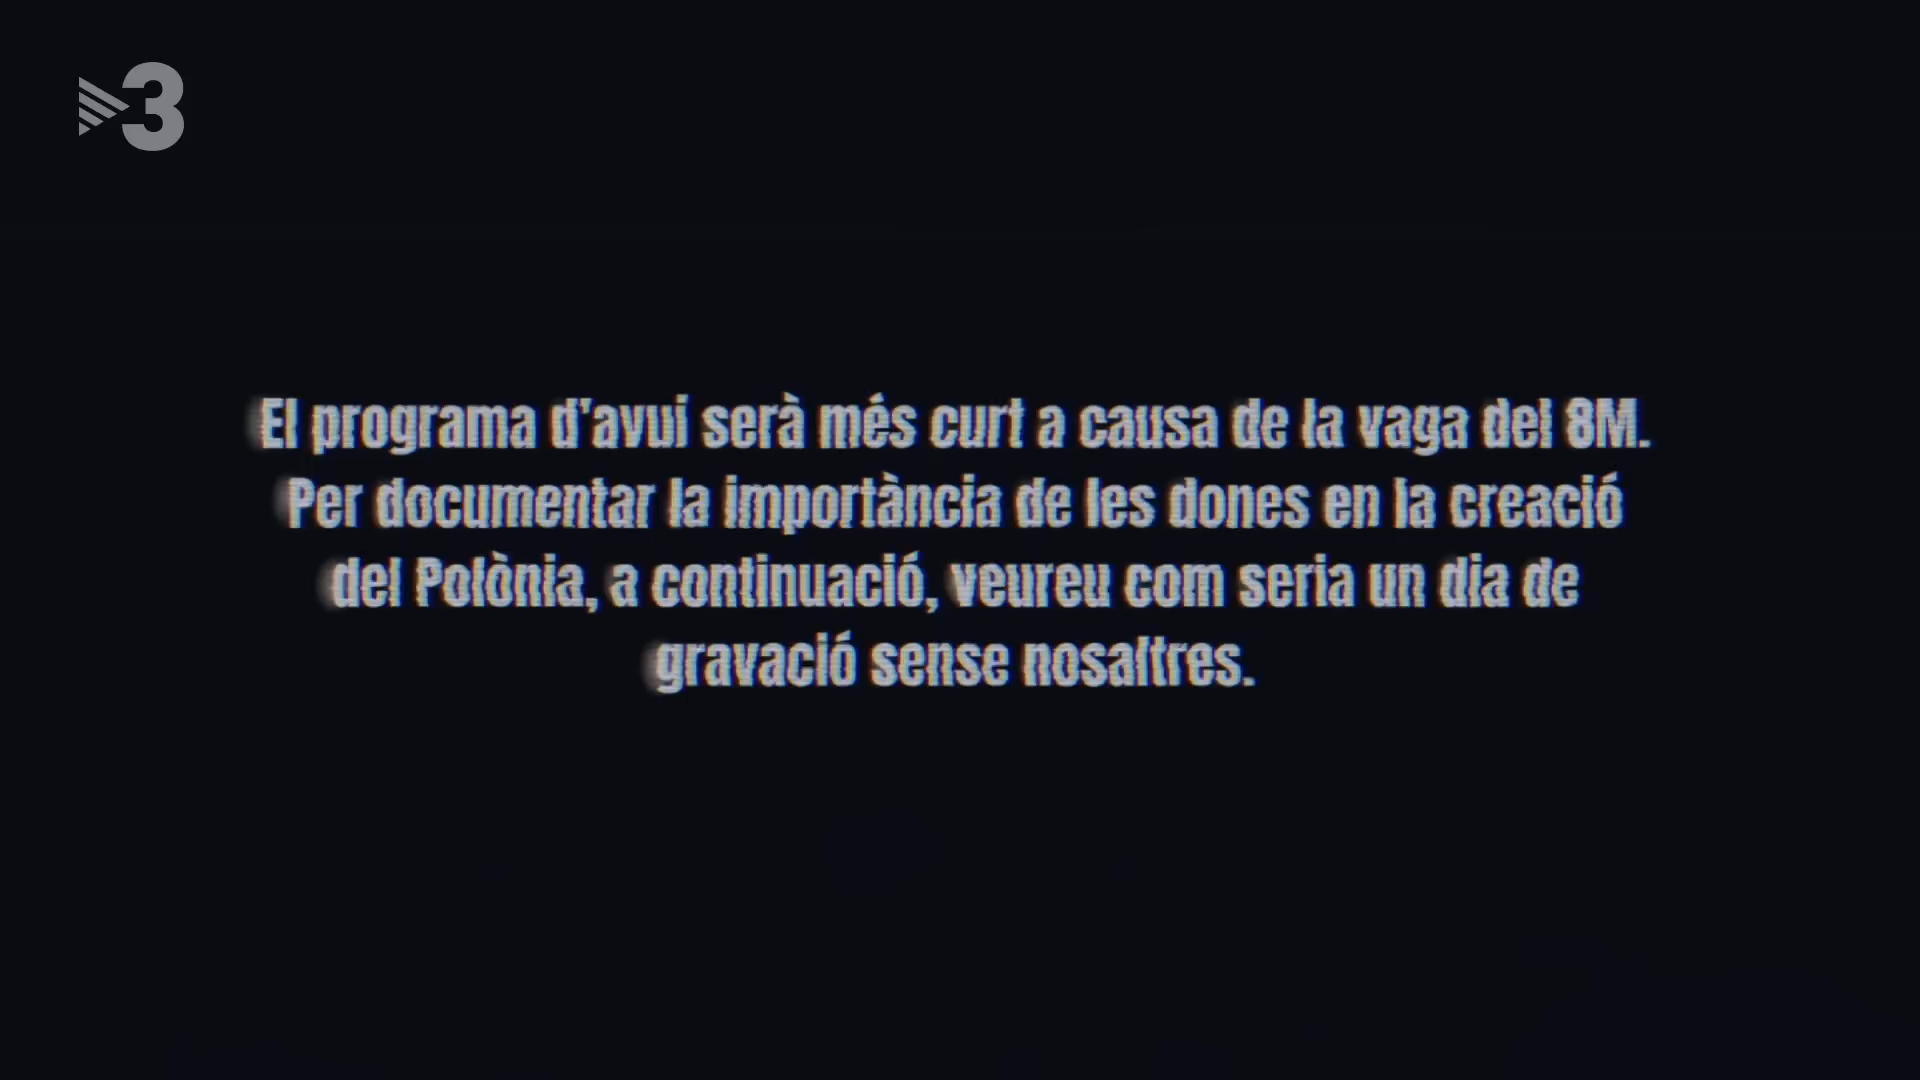 3
El programa d'avui serà més curt a causa de la vaga del 8M.
Per documentar la importància de les dones en la creació
del Polònia, a continuació, veureu com seria un dia de
gravació sense nosaltres.